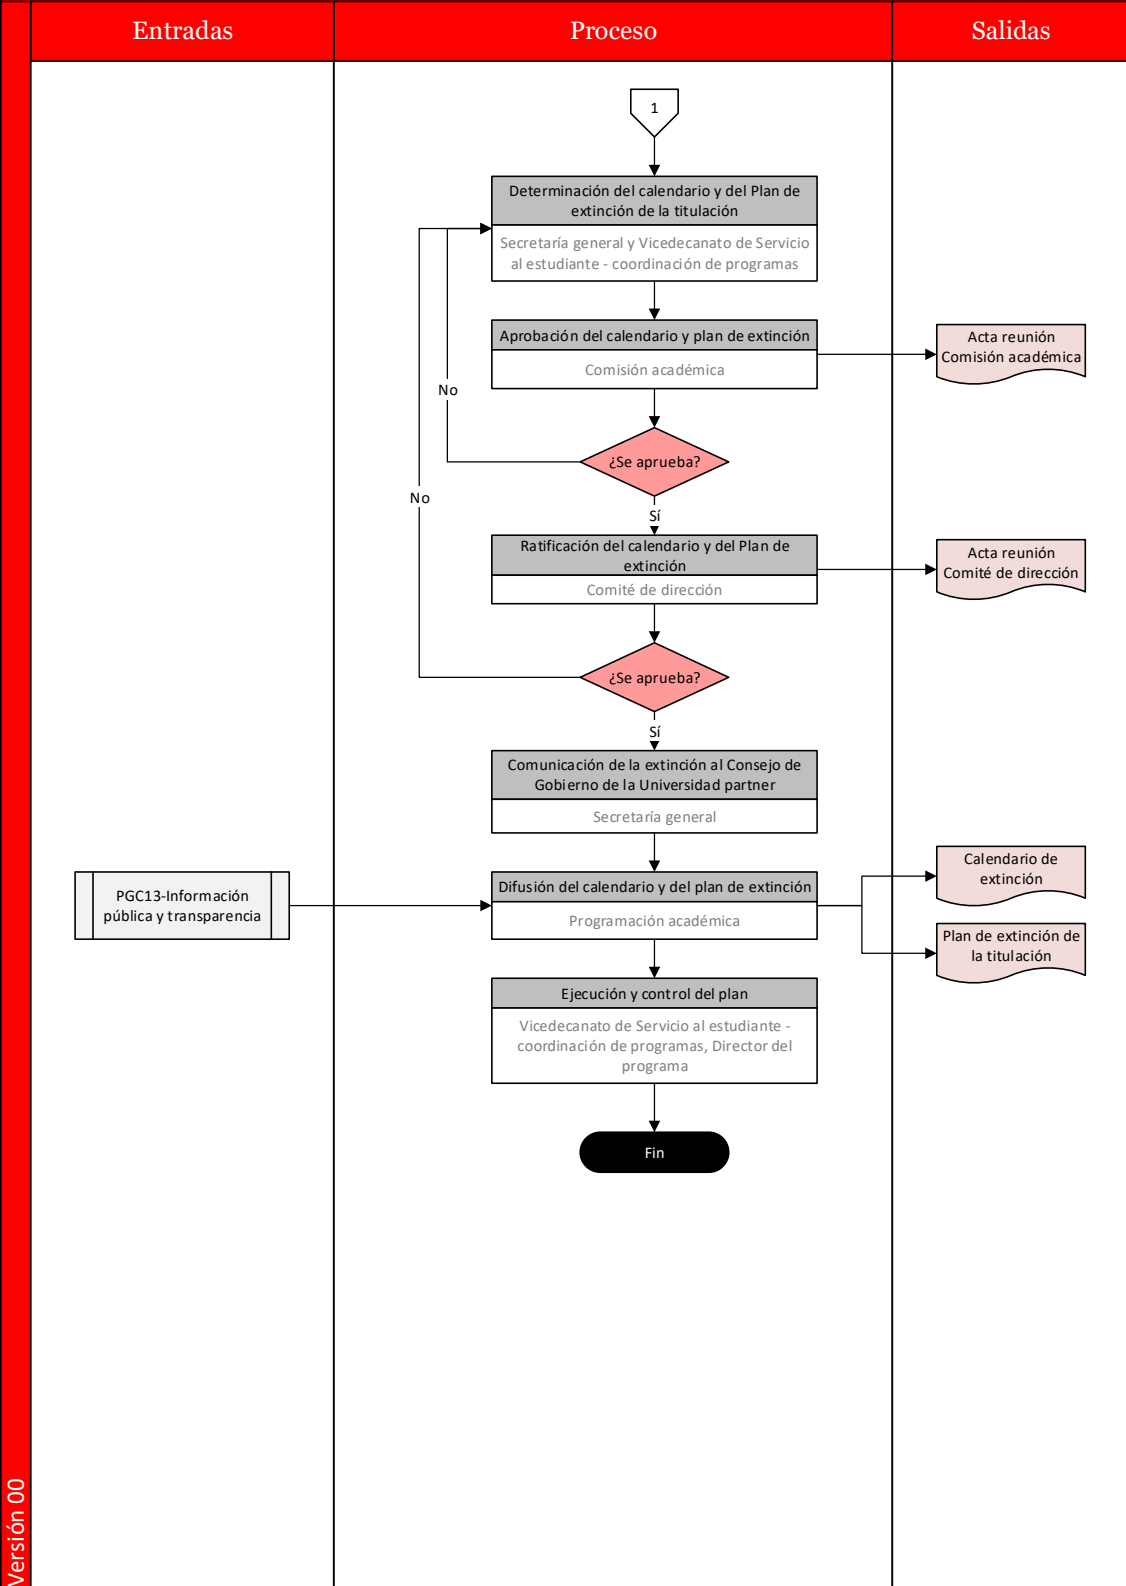 Entradas
Proceso
Salidas
1
Determinación del calendario y del Plan de
extinción de la titulación
Secretaría general y Vicedecanato de Servicio
al estudiante - coordinación de programas
Aprobación del calendario y plan de extinción
Comisión académica
Acta reunión
Comisión académica
No
¿Se aprueba?
No
Sí
Ratificación del calendario y del Plan de
extinción
Comité de dirección
Acta reunión
Comité de dirección
¿Se aprueba?
Sí
Comunicación de la extinción al Consejo de
Gobierno de la Universidad partner
Secretaría general
PGC13-Información
pública y transparencia
Difusión del calendario y del plan de extinción
Programación académica
Calendario de
extinción
Plan de extinción de
la titulación
Ejecución y control del plan
Vicedecanato de Servicio al estudiante -
coordinación de programas, Director del
programa
Fin
Versión 00